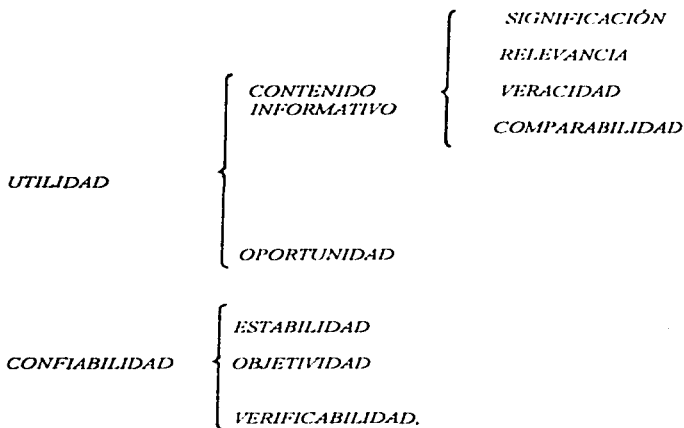 SIGNIFICACIÓN
RELEVANCIA
CONTENIDO
INFORMATIVO
VERACIDAD
COMPARABILIDAD
UTILIDAD
OPORTUNIDAD
ESTABILIDAD
CONFIABILIDAD
OBJETIVIDAD
VERIFICABILIDAD.